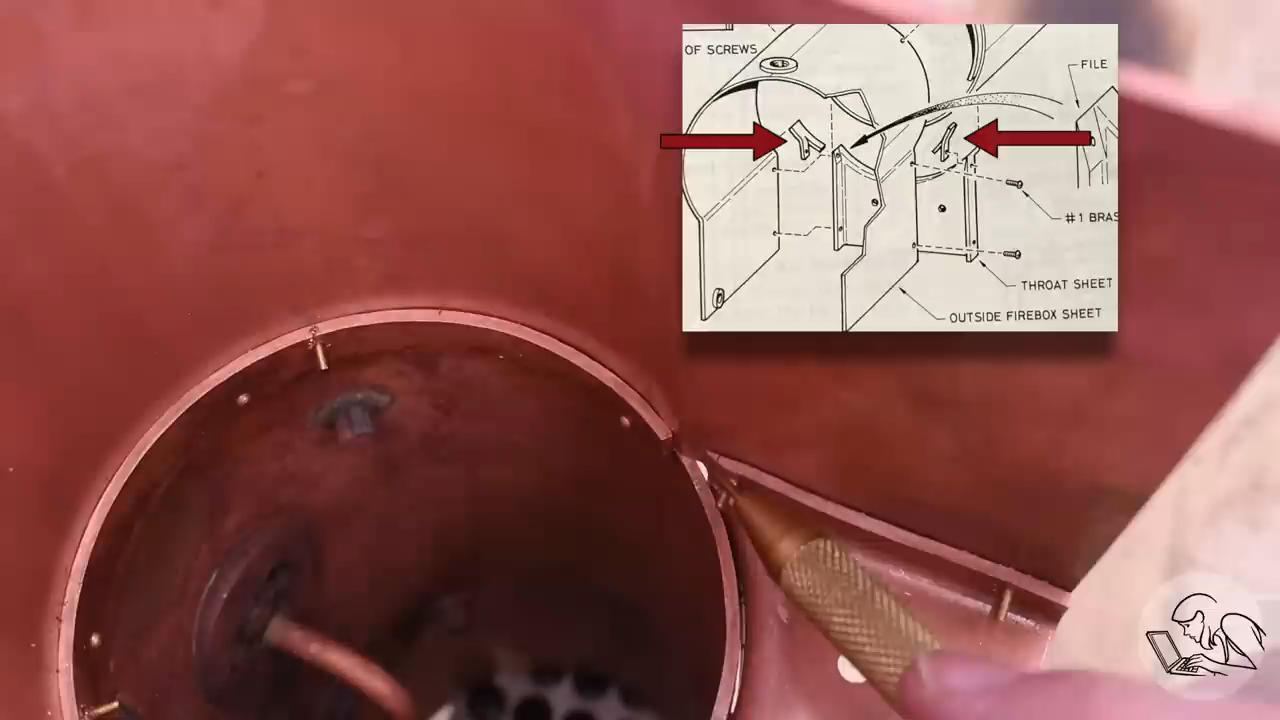 OF SCREWS
FILE
#1 BRAS
THROAT SHEET
OUTSIDE FIREBOX SHEET